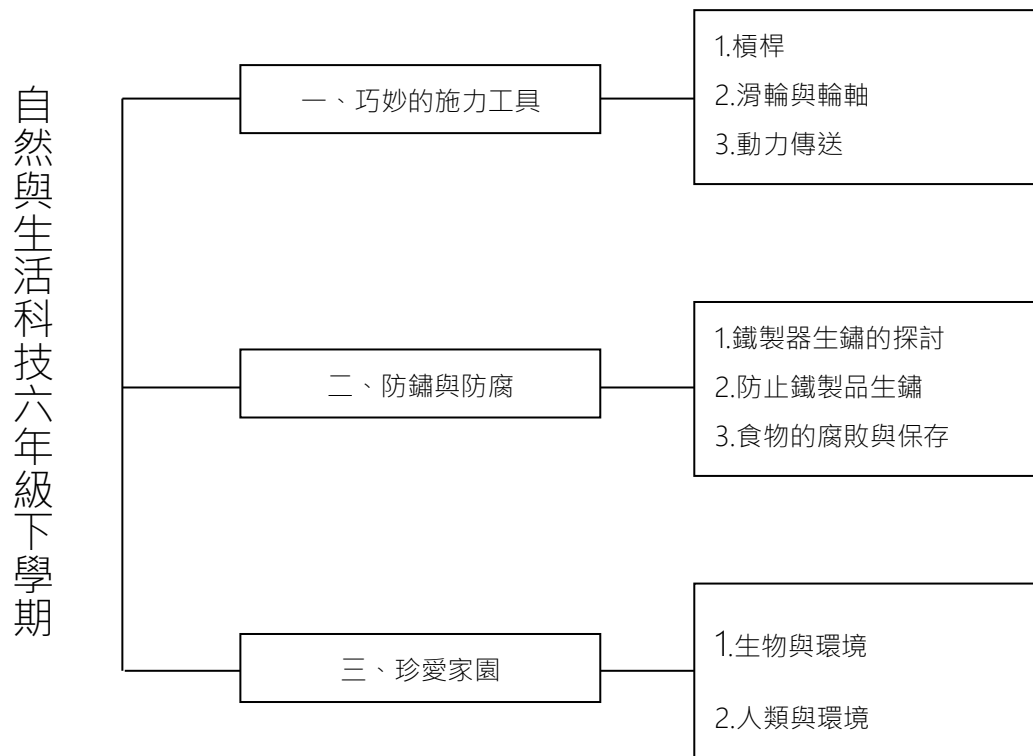 自然與生活科技六年級下學期
一、巧妙的施力工具
1.槓桿
2.滑輪與輪軸
3.動力傳送
二、防鏽與防腐
1.鐵製器生鏽的探討
2.防止鐵製品生鏽
3.食物的腐敗與保存
三、珍愛家園
1.生物與環境
2.人類與環境